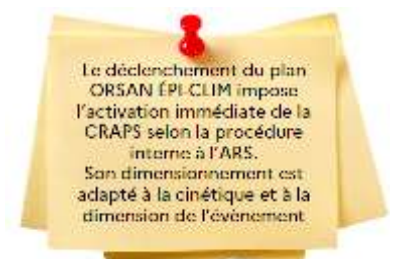 Le déclenchement du plan
ORSAN ÉPI-CLIM impose
l'activation immédiate de la
CRAPS selon la procédure
interne à l'ARS.
Son dimensionnement est
adapté à la cinétique et à la
dimension de l'évènement